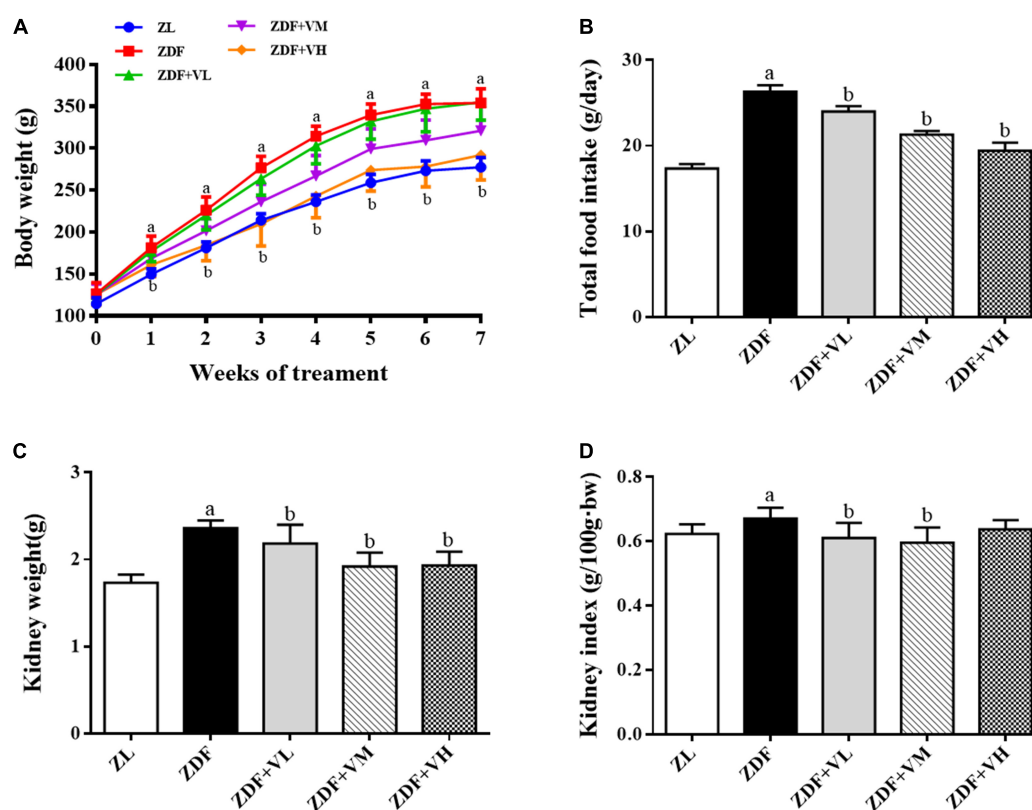 A
ZL
ZDF
ZDF+VL
ZDF+VM
ZDF+VH
Body weight (g)
400
350
300
250
200
150
100
a
a
a
a
a
a
a
b
b
b
b
b
b
b
0 1 2 3 4 5 6 7
Weeks of treament
B
Total food intake (g/day)
30
20
10
0
a
b
b
b
ZL
ZDF
ZDF+VL
ZDF+VM
ZDF+VH
C
Kidney weight(g)
3
2
1
0
a
b
b
b
ZL
ZDF
ZDF+VL
ZDF+VM
ZDF+VH
D
Kidney index (g/100g·bw)
0.8
0.6
0.4
0.2
0.0
a
b
b
ZL
ZDF
ZDF+VL
ZDF+VM
ZDF+VH